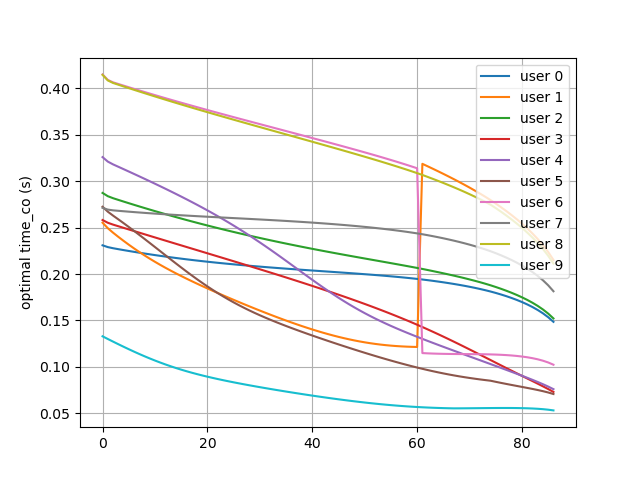 optimal time_co (s)
0.40
0.35
0.30
0.25
0.20
0.15
0.10
0.05
0
20
40
60
80
user 0
user 1
user 2
user 3
user 4
user 5
user 6
user 7
user 8
user 9